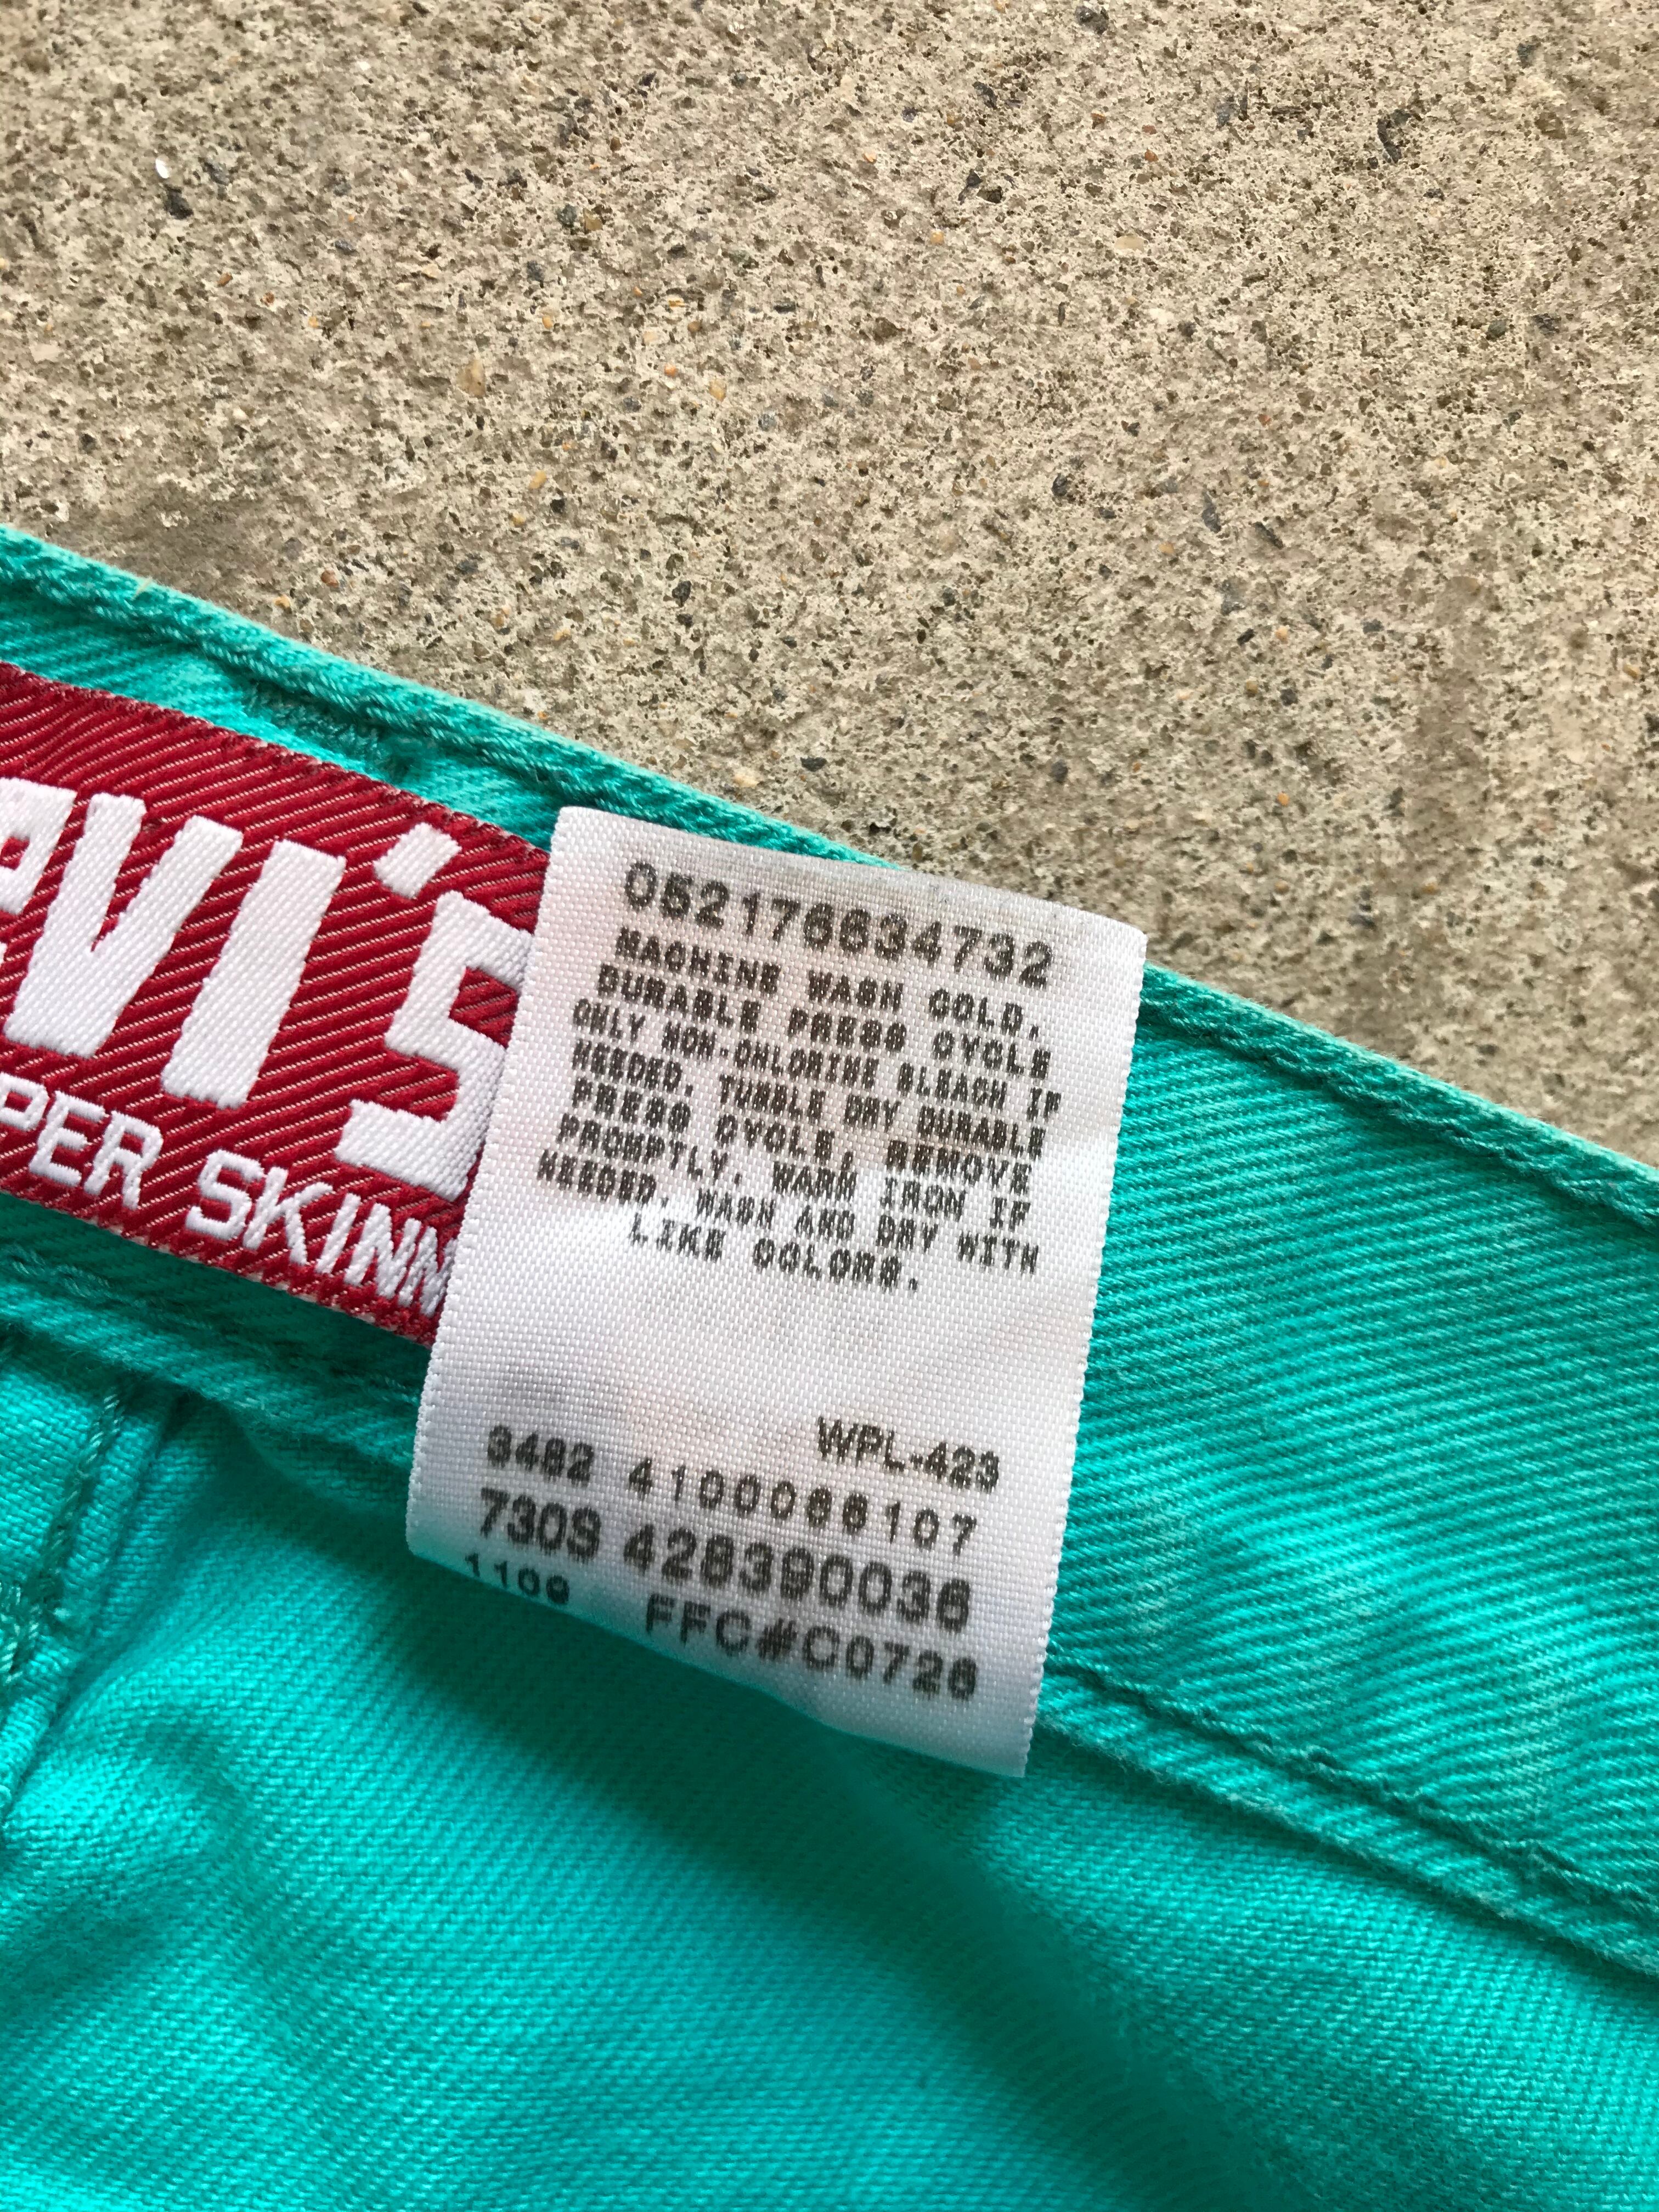 evi's
PER SKINN
052176634732
MACHINE WASH COLD,
DURABLE PRESS CYCLE
ONLY NON-CHLORINE BLEACH IF
NEEDED. TUMBLE DRY DURABLE
PRESS CYCLE, REMOVE
PROMPTLY. WARM IRON IF
NEEDED. WASH AND DRY WITH
LIKE COLORS.
WPL-423
3482 4100088107
730S 428390036
1109 FFC#C0726